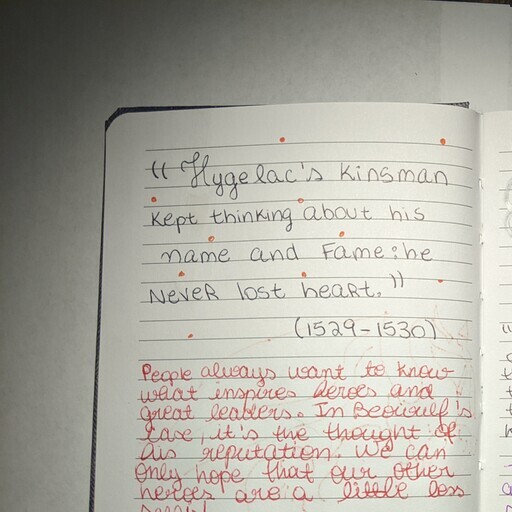 "Hygelac's kinsman
kept thinking about his
name and Fame: he
Never lost heart."
(1529-1530)
People always want to know
what inspires heroes and
great leaders. In Beowulf's
case, it's the thought of
his reputation. We can
only hope that our other
heroes are a little less